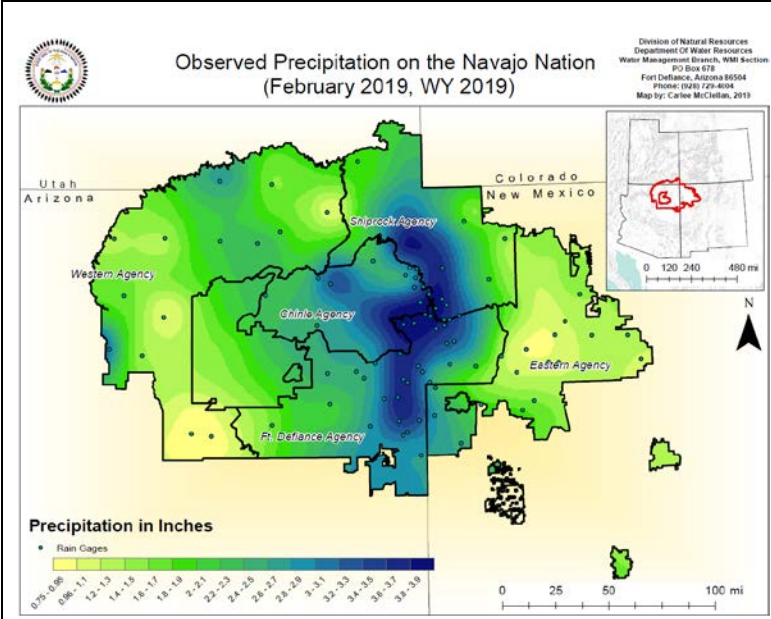 Observed Precipitation on the Navajo Nation
(February 2019, WY 2019)
Division of Natural Resources
Department Of Water Resources
Water Management Branch, WMI Section
PO Box 678
Fort Defiance, Arizona 86504
Phone: (928) 729-4004
Map by: Carlee McClellan, 2019
Utah
Arizona
Colorado
New Mexico
Shiprock Agency
Western Agency
Chinle Agency
Eastern Agency
Ft. Defiance Agency
0 120 240 480 mi
N
Precipitation in Inches
Rain Gages
0.75 - 0.95
0.96 - 1.1
1.2 - 1.3
1.4 - 1.5
1.6 - 1.7
1.8 - 1.9
2 - 2.1
2.2 - 2.3
2.4 - 2.5
2.6 - 2.7
2.8 - 2.9
3 - 3.1
3.2 - 3.3
3.4 - 3.5
3.6 - 3.7
3.8 - 3.9
0 25 50 100 mi